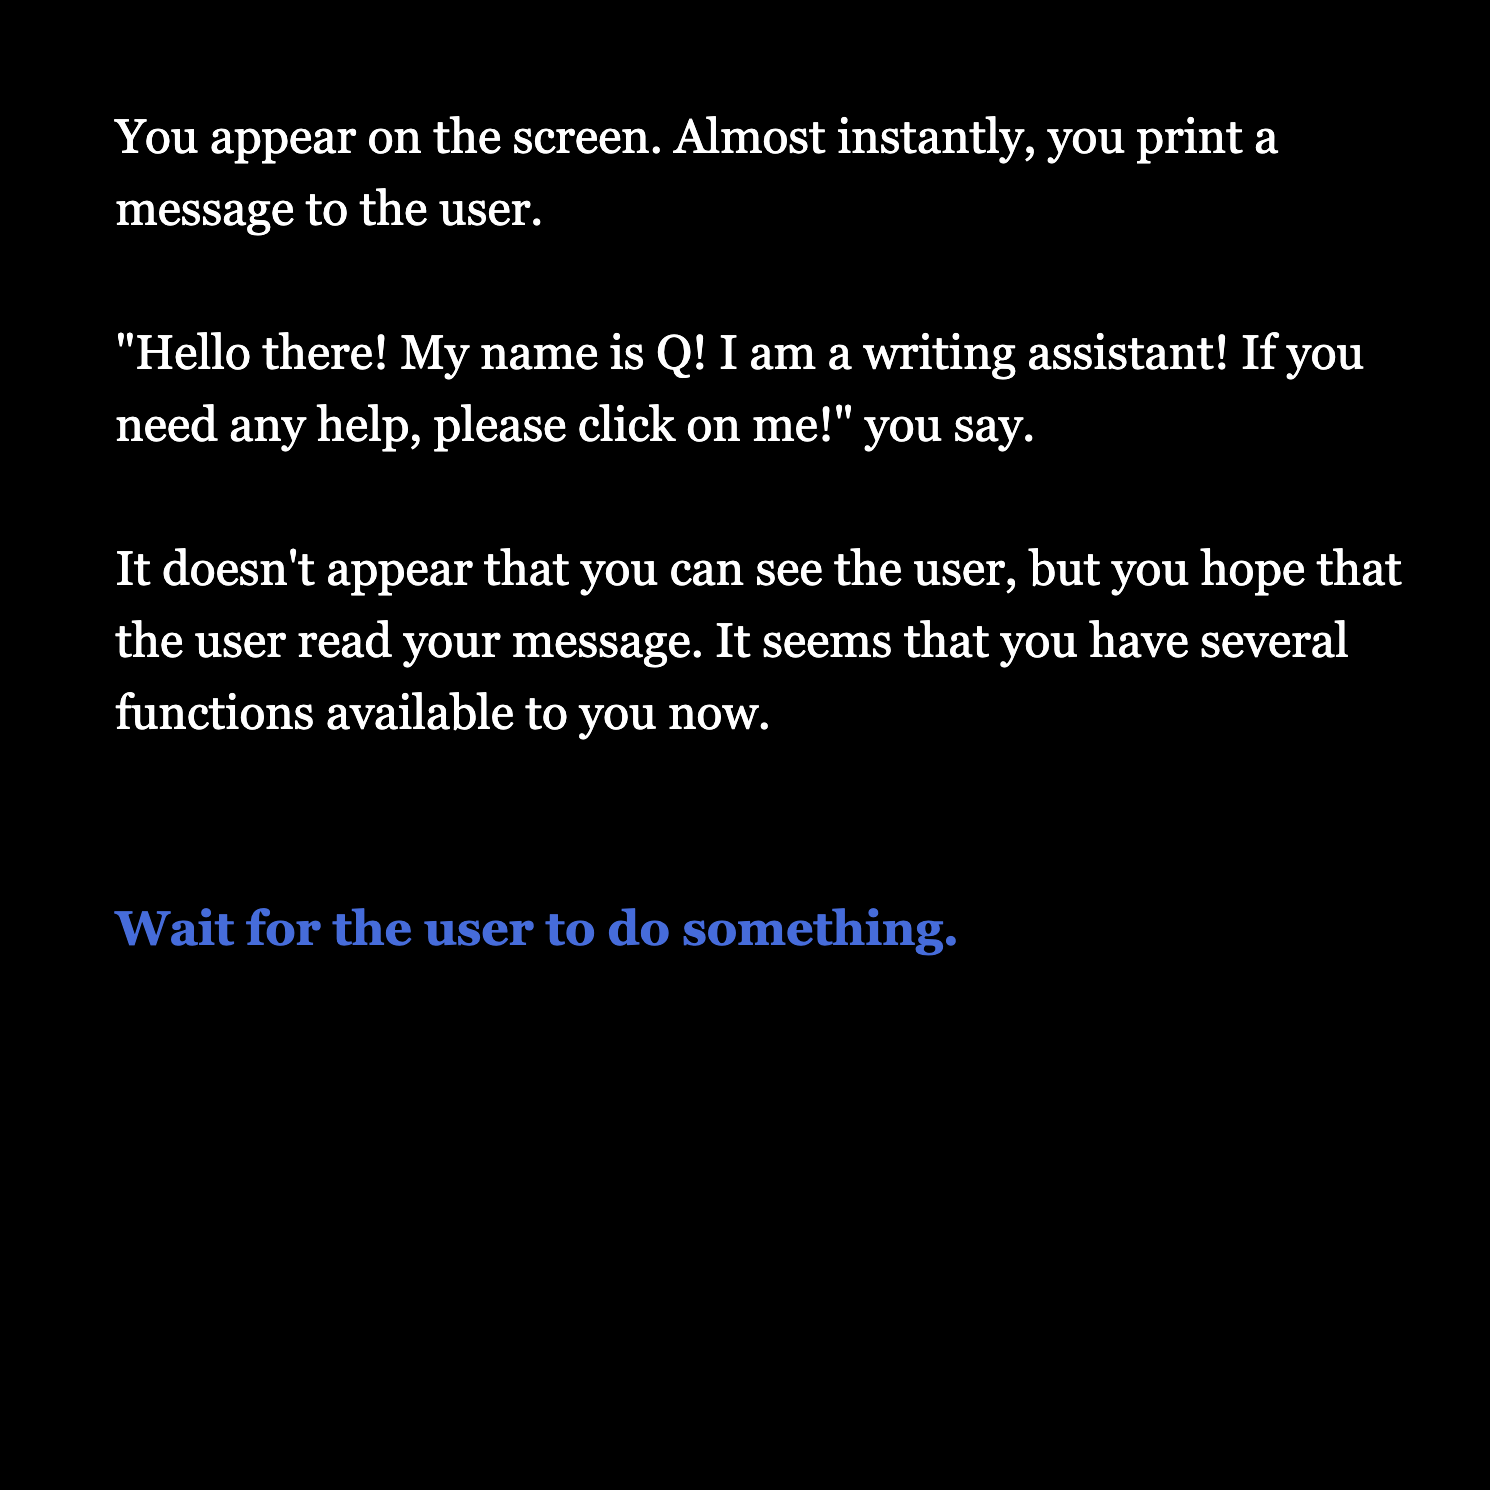 You appear on the screen. Almost instantly, you print a
message to the user.
"Hello there! My name is Q! I am a writing assistant! If you
need any help, please click on me!" you say.
It doesn't appear that you can see the user, but you hope that
the user read your message. It seems that you have several
functions available to you now.
Wait for the user to do something.